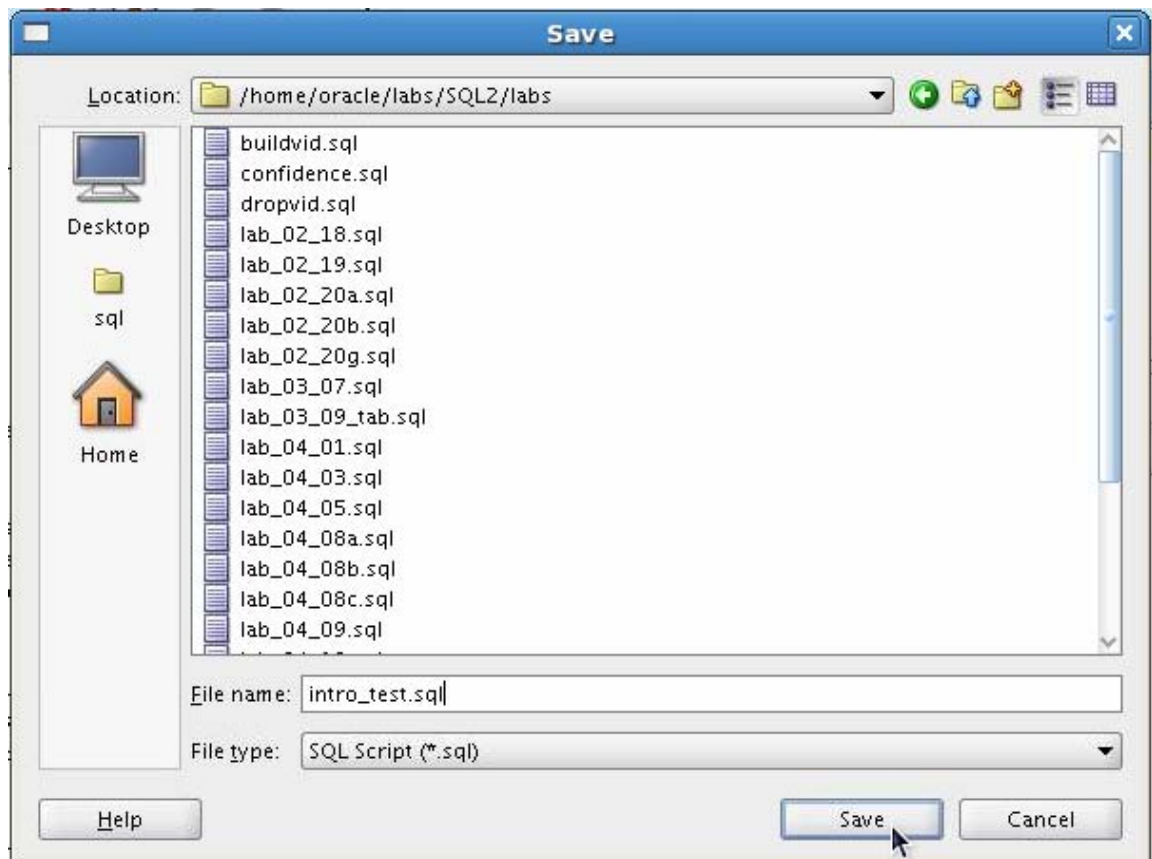 Save
Location: /home/oracle/labs/SQL2/labs
Desktop
sql
Home
buildvid.sql
confidence.sql
dropvid.sql
lab_02_18.sql
lab_02_19.sql
lab_02_20a.sql
lab_02_20b.sql
lab_02_20g.sql
lab_03_07.sql
lab_03_09_tab.sql
lab_04_01.sql
lab_04_03.sql
lab_04_05.sql
lab_04_08a.sql
lab_04_08b.sql
lab_04_08c.sql
lab_04_09.sql
File name: intro_test.sql
File type: SQL Script (*.sql)
Help Save Cancel